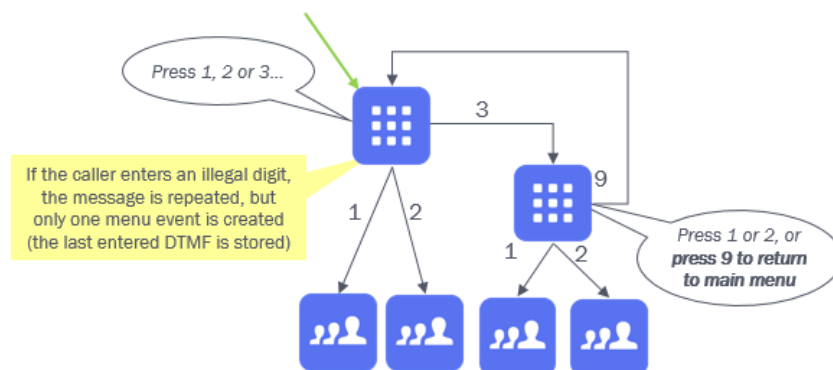 Press 1, 2 or 3...
3
If the caller enters an illegal digit,
the message is repeated, but
only one menu event is created
(the last entered DTMF is stored)
1
2
9
Press 1 or 2, or
press 9 to return
to main menu
1
2